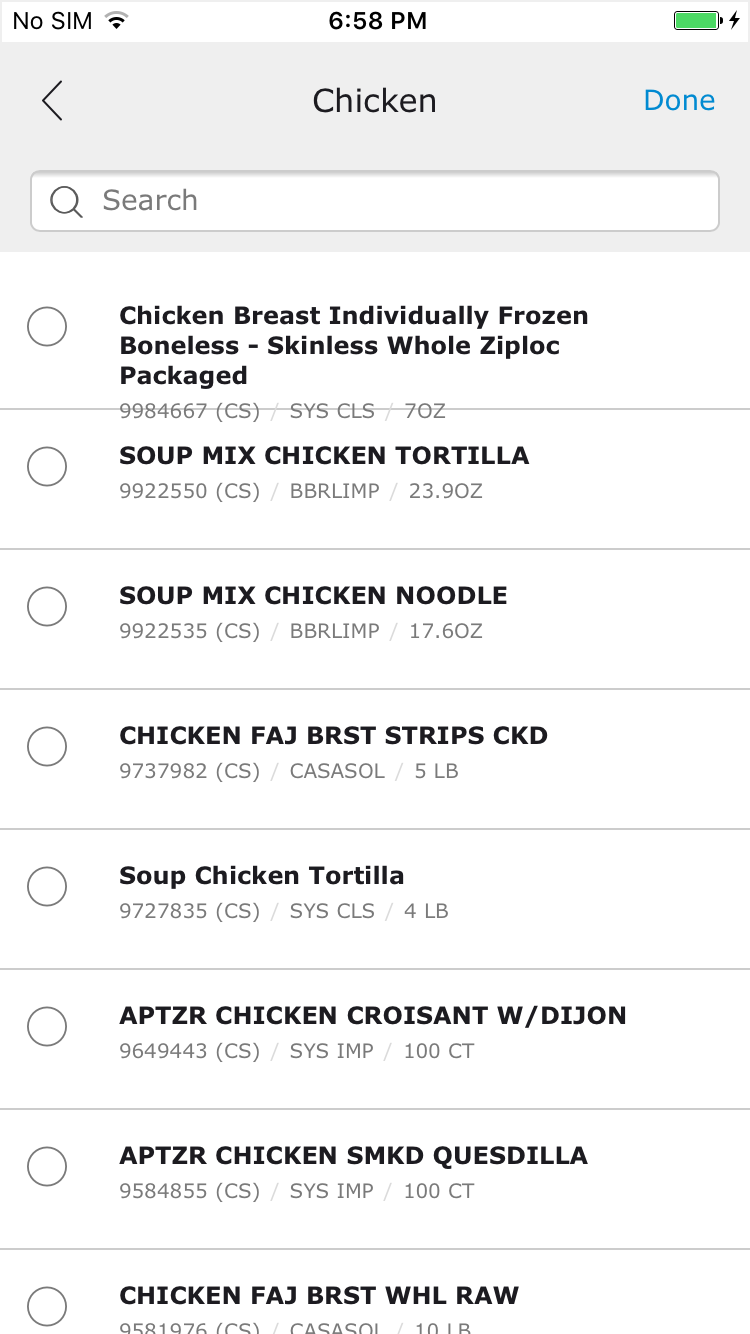 No SIM 6:58 PM
Chicken Done
Search
Chicken Breast Individually Frozen
Boneless - Skinless Whole Ziploc
Packaged
9984667 (CS) / SYS CLS / 7OZ
SOUP MIX CHICKEN TORTILLA
9922550 (CS) / BBRLIMP / 23.9OZ
SOUP MIX CHICKEN NOODLE
9922535 (CS) / BBRLIMP / 17.6OZ
CHICKEN FAJ BRST STRIPS CKD
9737982 (CS) / CASASOL / 5 LB
Soup Chicken Tortilla
9727835 (CS) / SYS CLS / 4 LB
APTZR CHICKEN CROISANT W/DIJON
9649443 (CS) / SYS IMP / 100 CT
APTZR CHICKEN SMKD QUESDILLA
9584855 (CS) / SYS IMP / 100 CT
CHICKEN FAJ BRST WHL RAW
9581976 (CS) / CASASOL / 10 LB